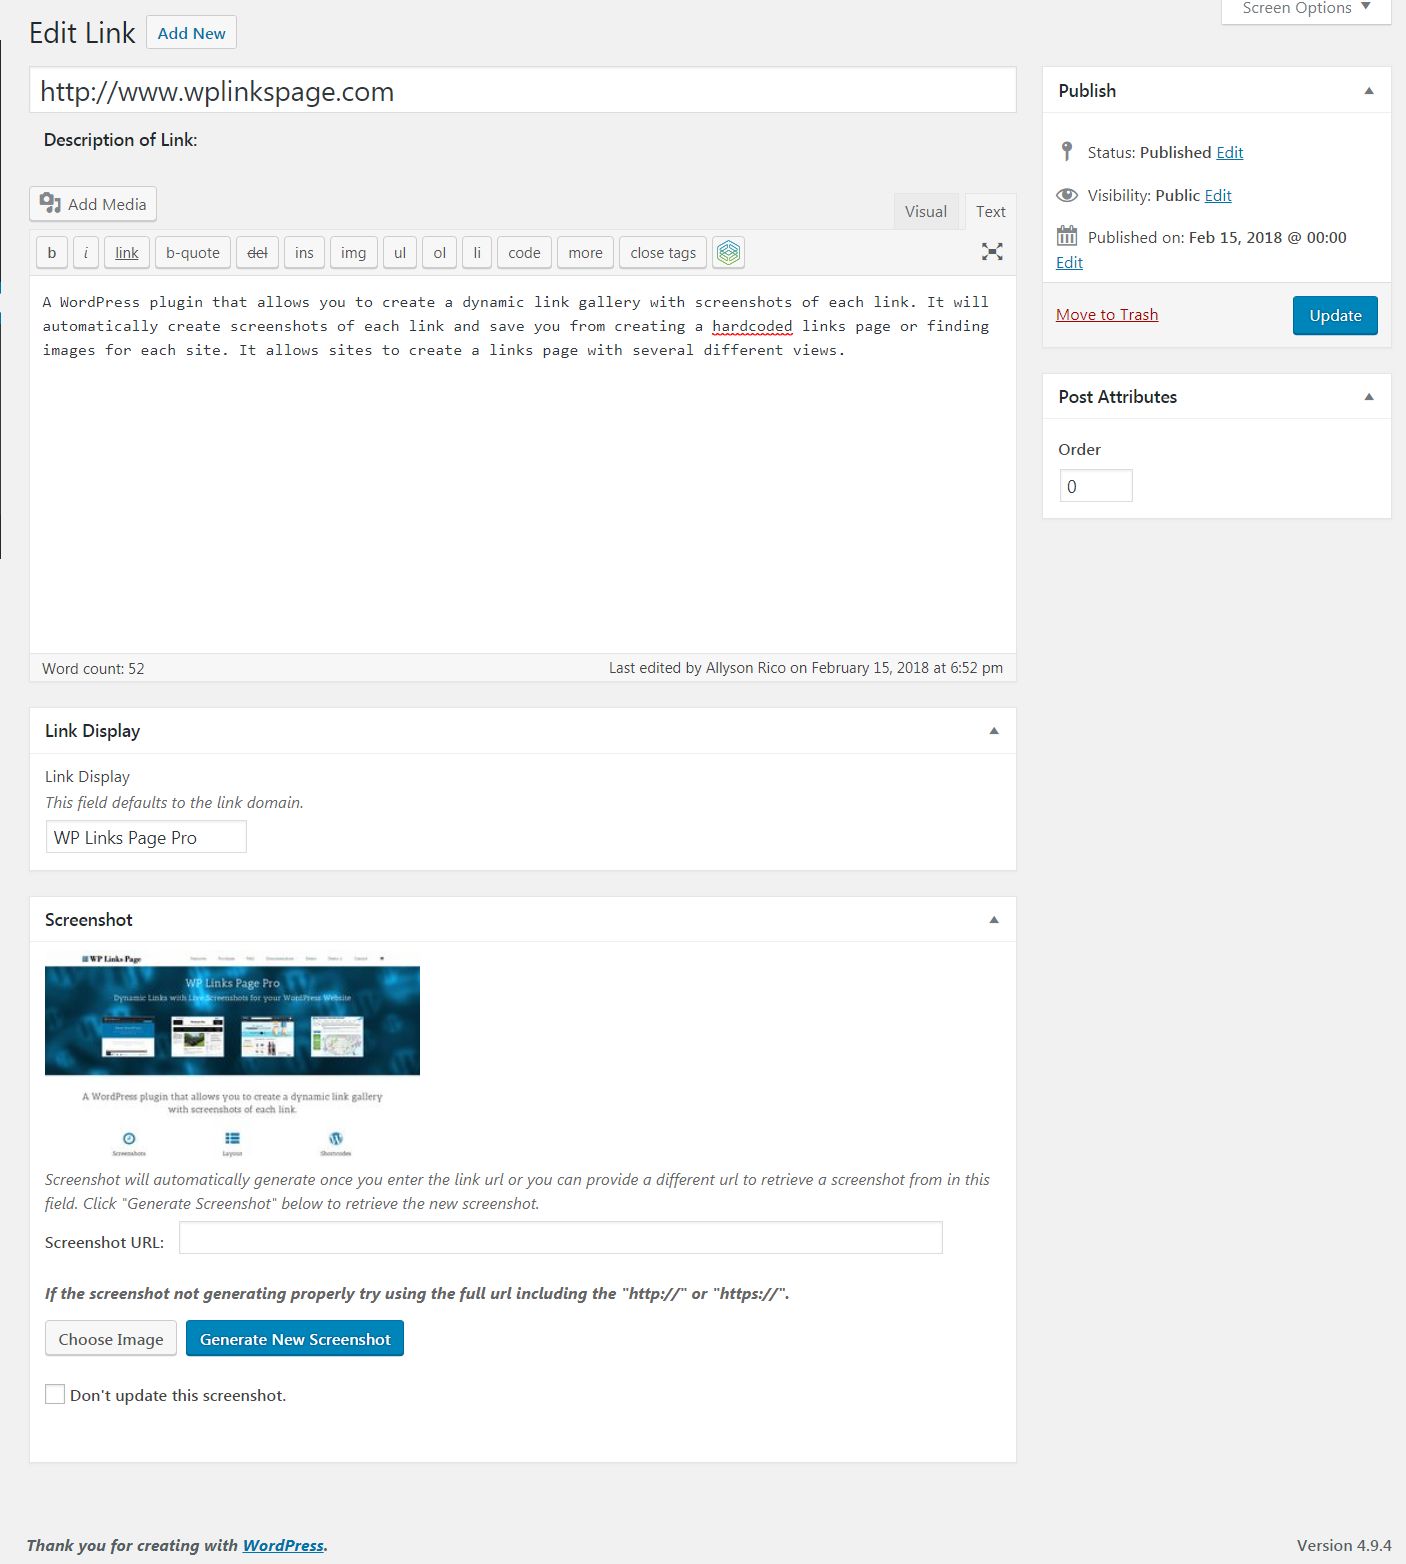 Screen Options
Edit Link
Add New
http://www.wplinkspage.com
Description of Link:
Add Media
Visual
Text
b
i
link
b-quote
del
ins
img
ul
ol
li
code
more
close tags
A WordPress plugin that allows you to create a dynamic link gallery with screenshots of each link. It will
automatically create screenshots of each link and save you from creating a hardcoded links page or finding
images for each site. It allows sites to create a links page with several different views.
Word count: 52
Last edited by Allyson Rico on February 15, 2018 at 6:52 pm
Publish
Status: Published Edit
Visibility: Public Edit
Published on: Feb 15, 2018 @ 00:00
Edit
Move to Trash
Update
Post Attributes
Order
0
Link Display
Link Display
This field defaults to the link domain.
WP Links Page Pro
Screenshot
WP Links Page
WP Links Page Pro
Dynamic Links with Live Screenshots for your WordPress Website
A WordPress plugin that allows you to create a dynamic link gallery
with screenshots of each link.
Screenshots
Layout
Shortcodes
Screenshot will automatically generate once you enter the link url or you can provide a different url to retrieve a screenshot from in this
field. Click "Generate Screenshot" below to retrieve the new screenshot.
Screenshot URL:
If the screenshot not generating properly try using the full url including the "http://" or "https://".
Choose Image
Generate New Screenshot
Don't update this screenshot.
Thank you for creating with WordPress.
Version 4.9.4